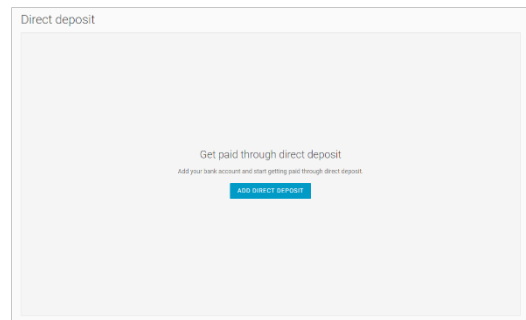 Direct deposit
Get paid through direct deposit
Add your bank account and start getting paid through direct deposit.
ADD DIRECT DEPOSIT